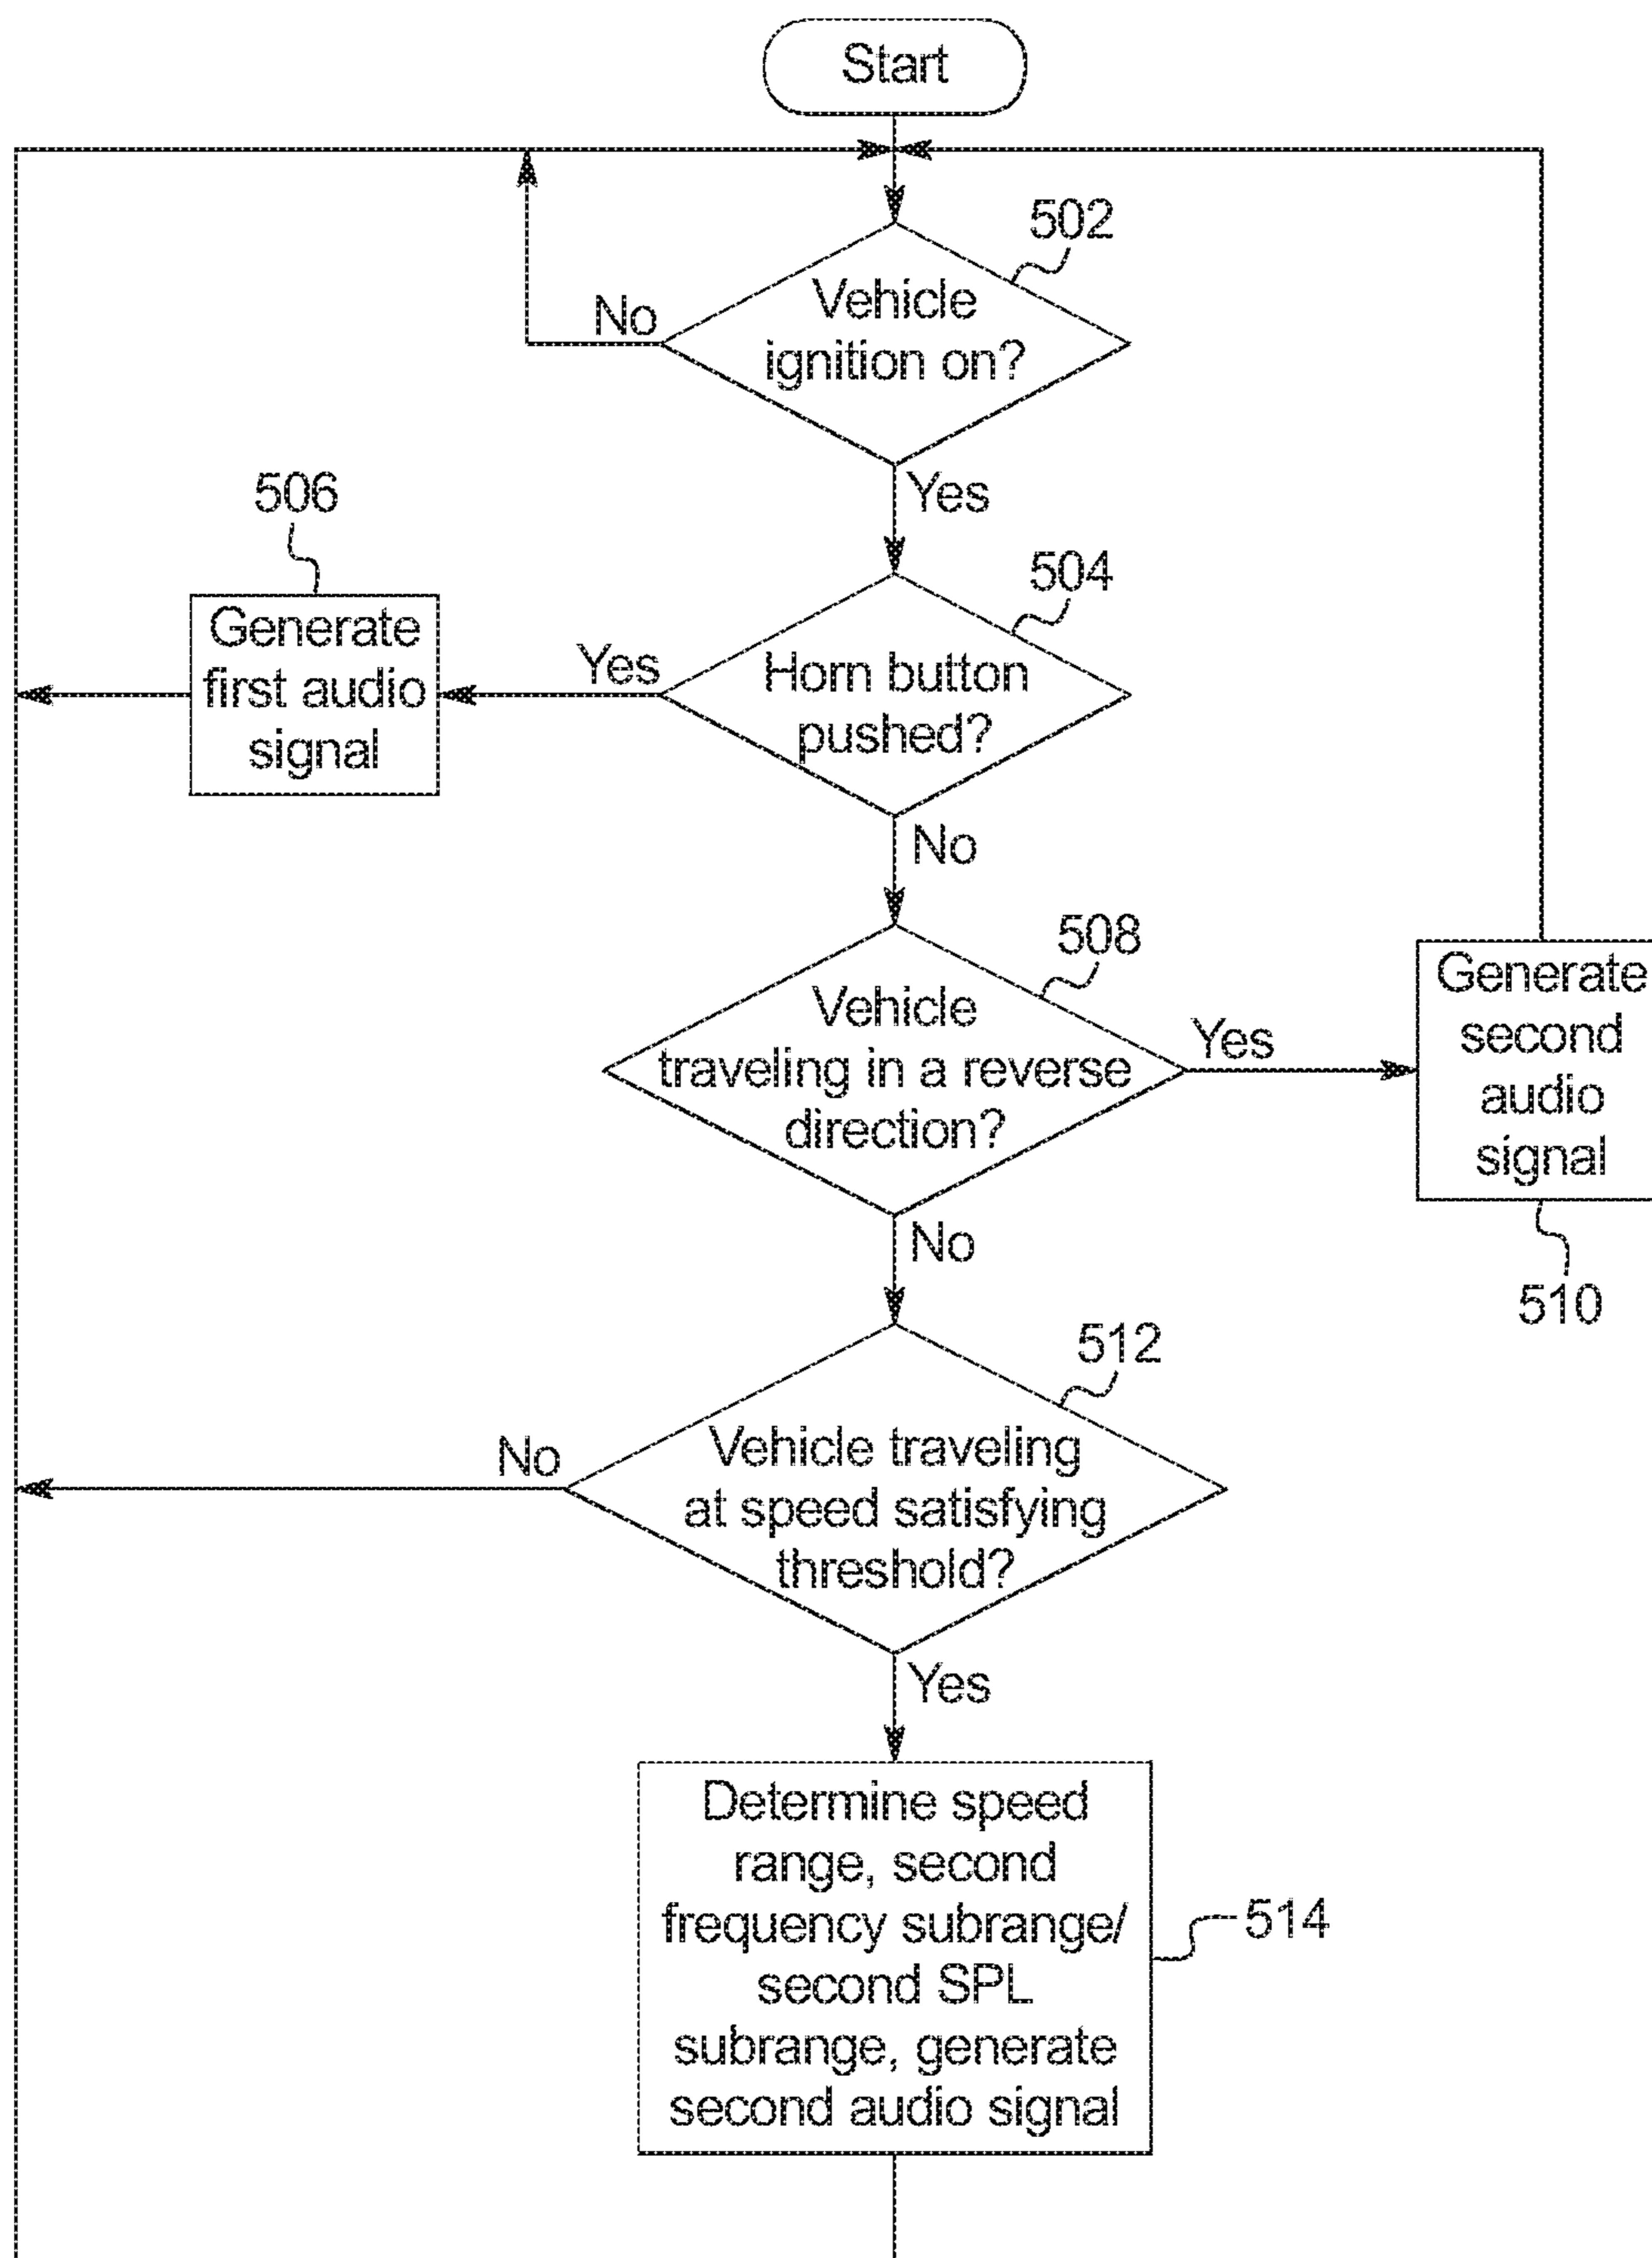 Start
502
Vehicle
ignition on?
No
Yes
506
504
Generate
first audio
signal
Yes
Horn button
pushed?
No
508
Vehicle
traveling in a reverse
direction?
Yes
Generate
second
audio
signal
510
No
512
Vehicle traveling
at speed satisfying
threshold?
No
Yes
Determine speed
range, second
frequency subrange/
second SPL
subrange, generate
second audio signal
514